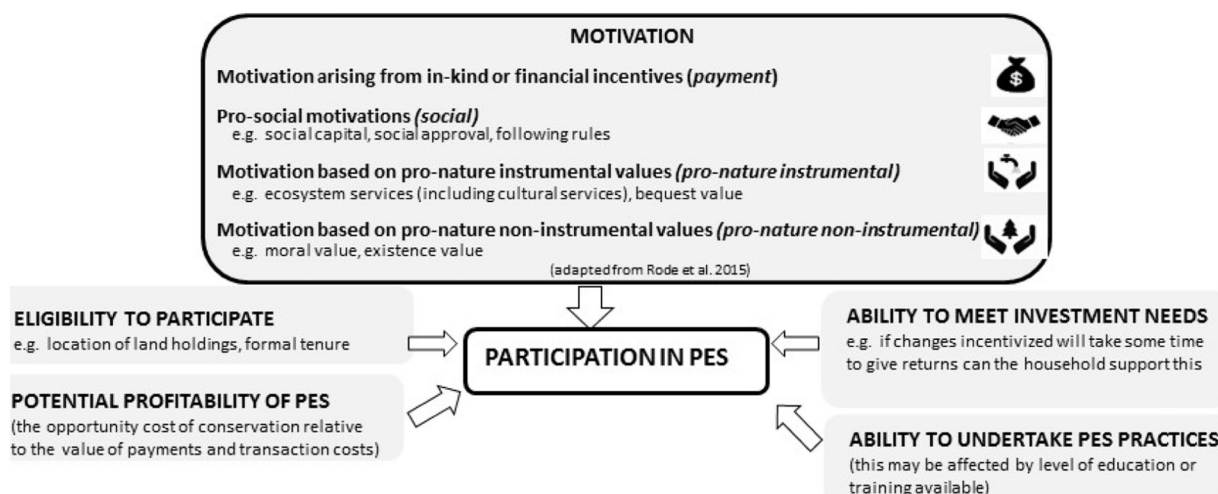 MOTIVATION
Motivation arising from in-kind or financial incentives (payment)
$
Pro-social motivations (social)
e.g. social capital, social approval, following rules
Motivation based on pro-nature instrumental values (pro-nature instrumental)
e.g. ecosystem services (including cultural services), bequest value
Motivation based on pro-nature non-instrumental values (pro-nature non-instrumental)
e.g. moral value, existence value
(adapted from Rode et al. 2015)
ELIGIBILITY TO PARTICIPATE
e.g. location of land holdings, formal tenure
POTENTIAL PROFITABILITY OF PES
(the opportunity cost of conservation relative
to the value of payments and transaction costs)
PARTICIPATION IN PES
ABILITY TO MEET INVESTMENT NEEDS
e.g. if changes incentivized will take some time
to give returns can the household support this
ABILITY TO UNDERTAKE PES PRACTICES
(this may be affected by level of education or
training available)